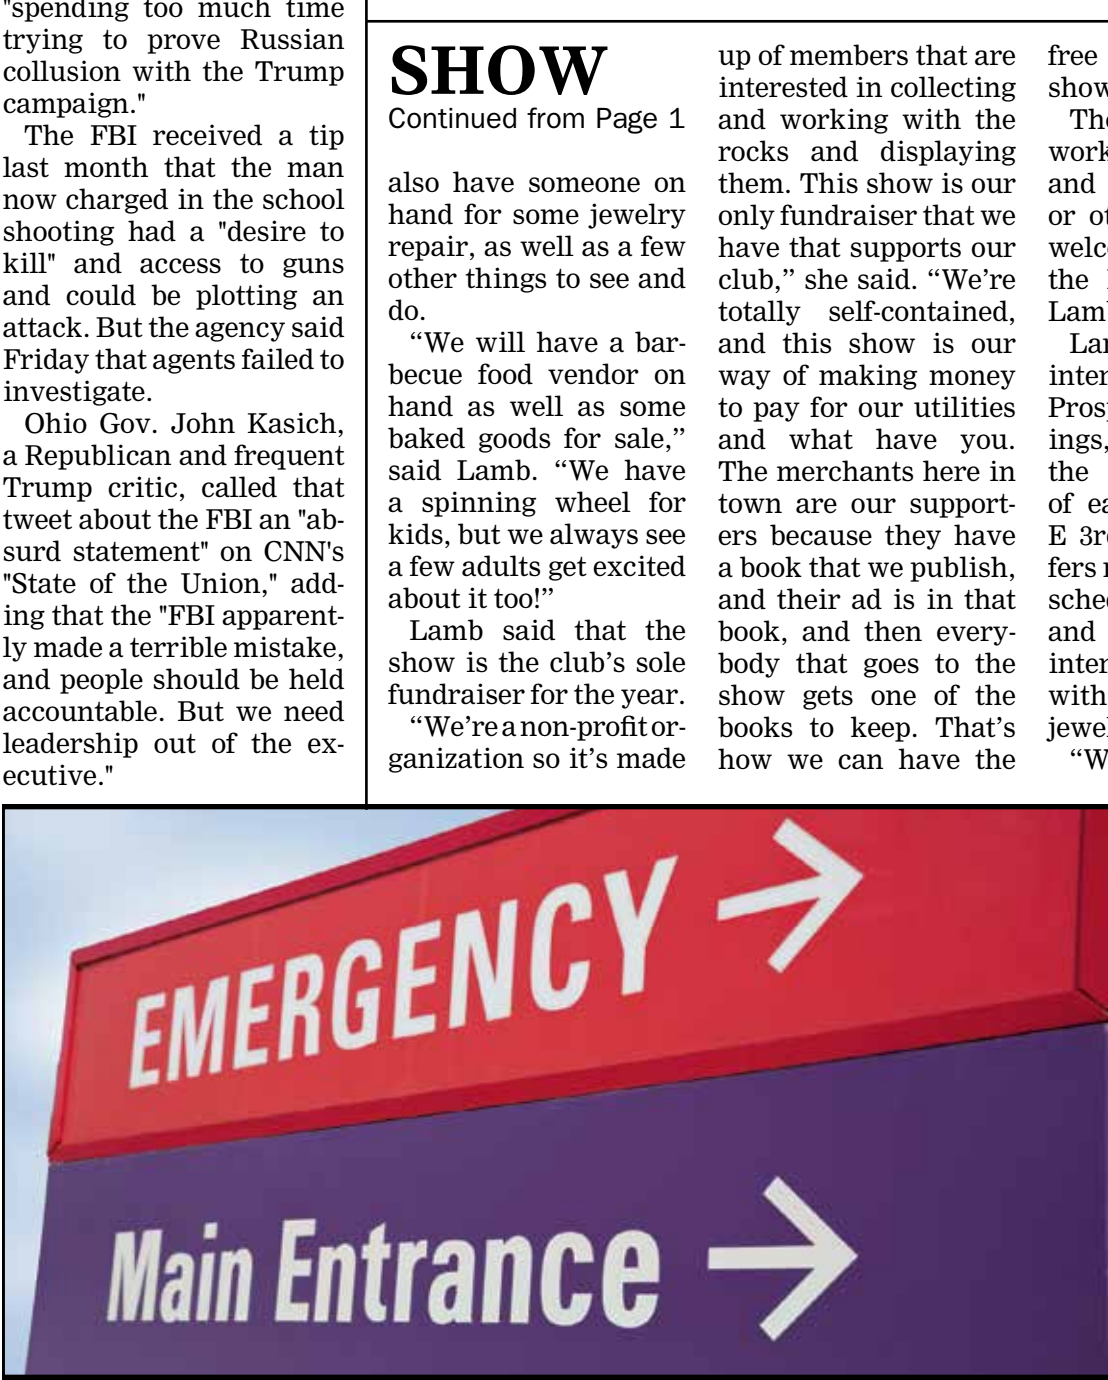 "spending too much time
trying to prove Russian
collusion with the Trump
campaign."
The FBI received a tip
last month that the man
now charged in the school
shooting had a "desire to
kill" and access to guns
and could be plotting an
attack. But the agency said
Friday that agents failed to
investigate.
Ohio Gov. John Kasich,
a Republican and frequent
Trump critic, called that
tweet about the FBI an "ab-
surd statement" on CNN's
"State of the Union," add-
ing that the "FBI apparent-
ly made a terrible mistake,
and people should be held
accountable. But we need
leadership out of the ex-
ecutive."
SHOW
Continued from Page 1
also have someone on
hand for some jewelry
repair, as well as a few
other things to see and
do.
“We will have a bar-
becue food vendor on
hand as well as some
baked goods for sale,”
said Lamb. “We have
a spinning wheel for
kids, but we always see
a few adults get excited
about it too!”
Lamb said that the
show is the club’s sole
fundraiser for the year.
“We’re a non-profit or-
ganization so it’s made
up of members that are
interested in collecting
and working with the
rocks and displaying
them. This show is our
only fundraiser that we
have that supports our
club,” she said. “We’re
totally self-contained,
and this show is our
way of making money
to pay for our utilities
and what have you.
The merchants here in
town are our support-
ers because they have
a book that we publish,
and their ad is in that
book, and then every-
body that goes to the
show gets one of the
books to keep. That’s
how we can have the
free
show
and
the
ings,
the
of
E
fers
and
with
EMERGENCY →
Main Entrance →